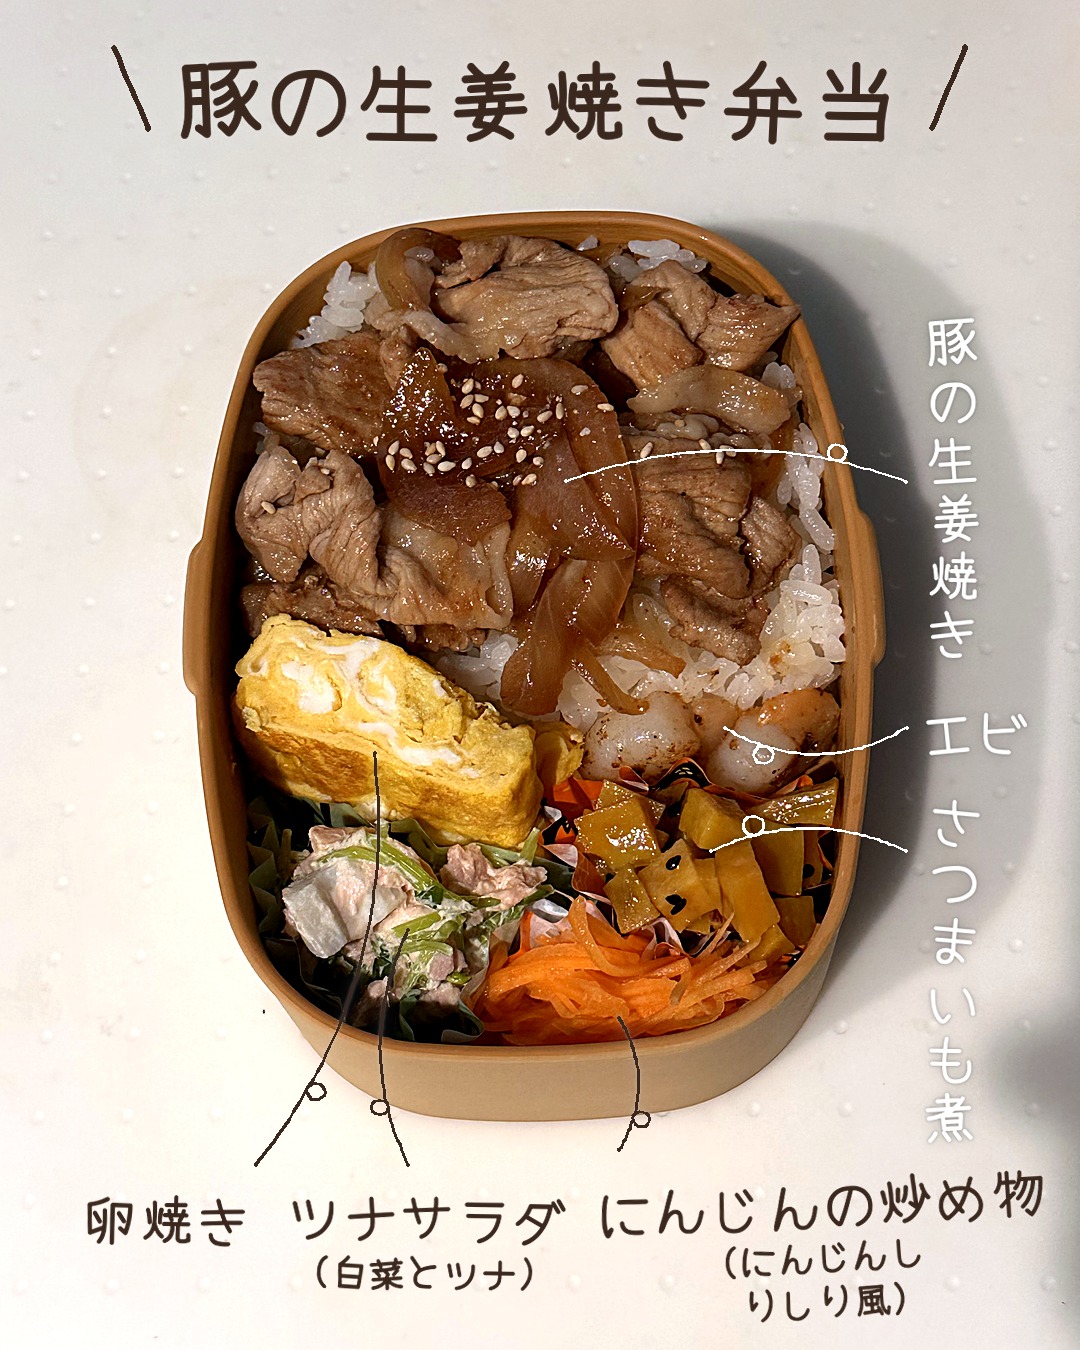 豚の生姜焼き弁当
豚の生姜焼き
エビ
さつまいも煮
卵焼き
ツナサラダ
(白菜とツナ)
にんじんの炒め物
(にんじんし
りしり風)